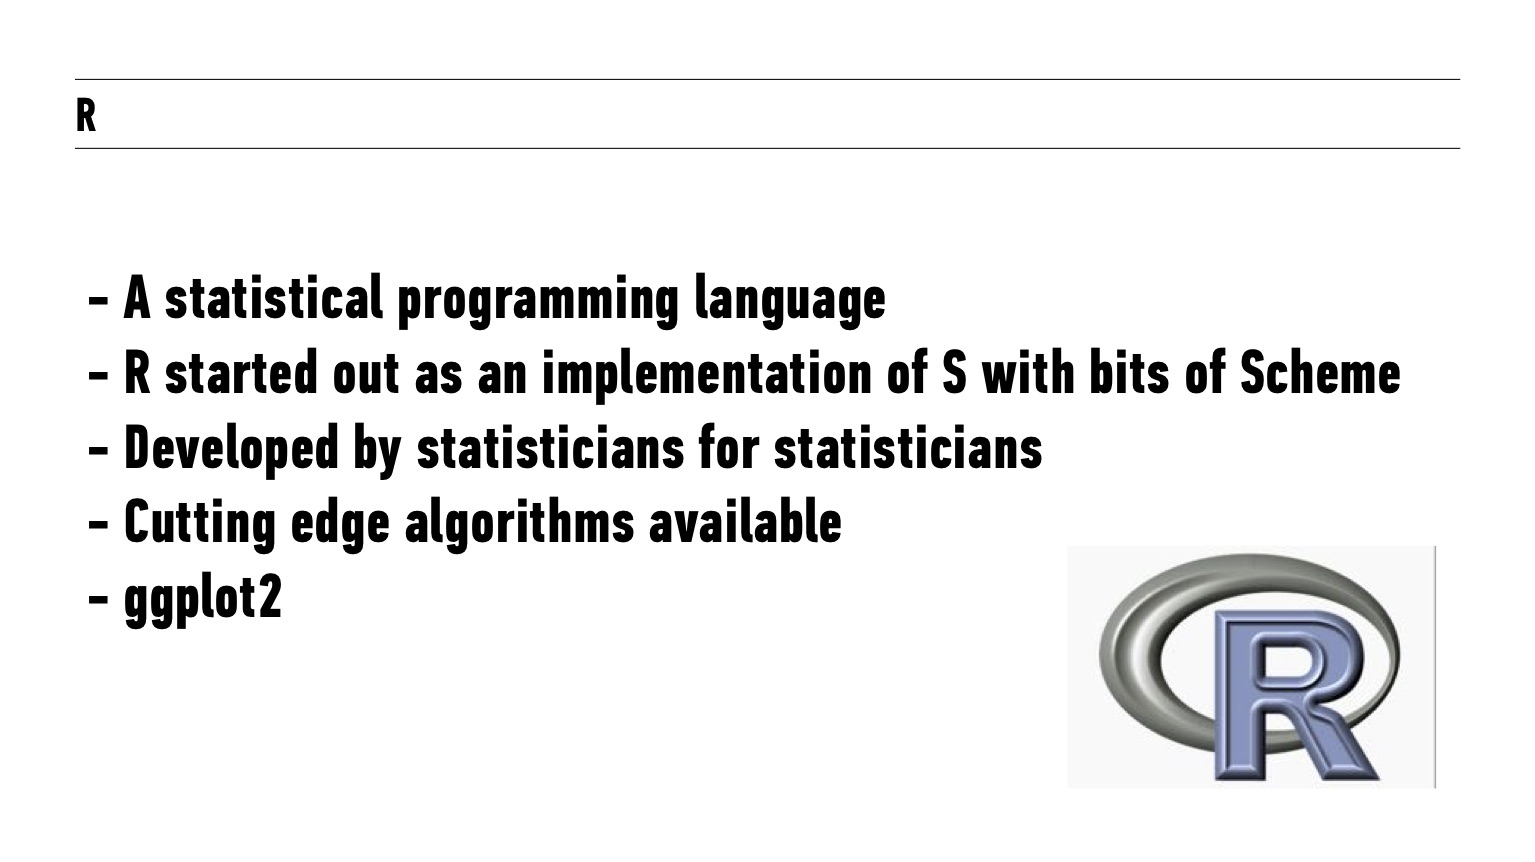 R
– A statistical programming language
– R started out as an implementation of S with bits of Scheme
– Developed by statisticians for statisticians
– Cutting edge algorithms available
– ggplot2
R